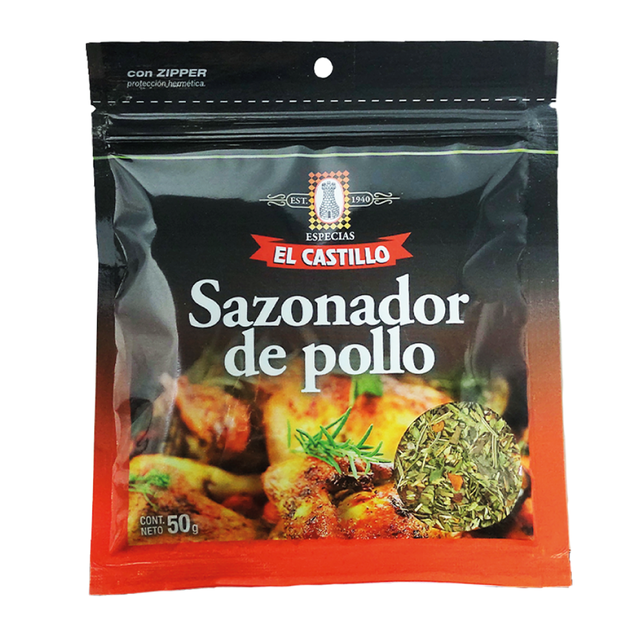 con ZIPPER
protección hermética.
EST. 1940
ESPECIAS
EL CASTILLO
Sazonador
de pollo
CONT.
NETO 50g